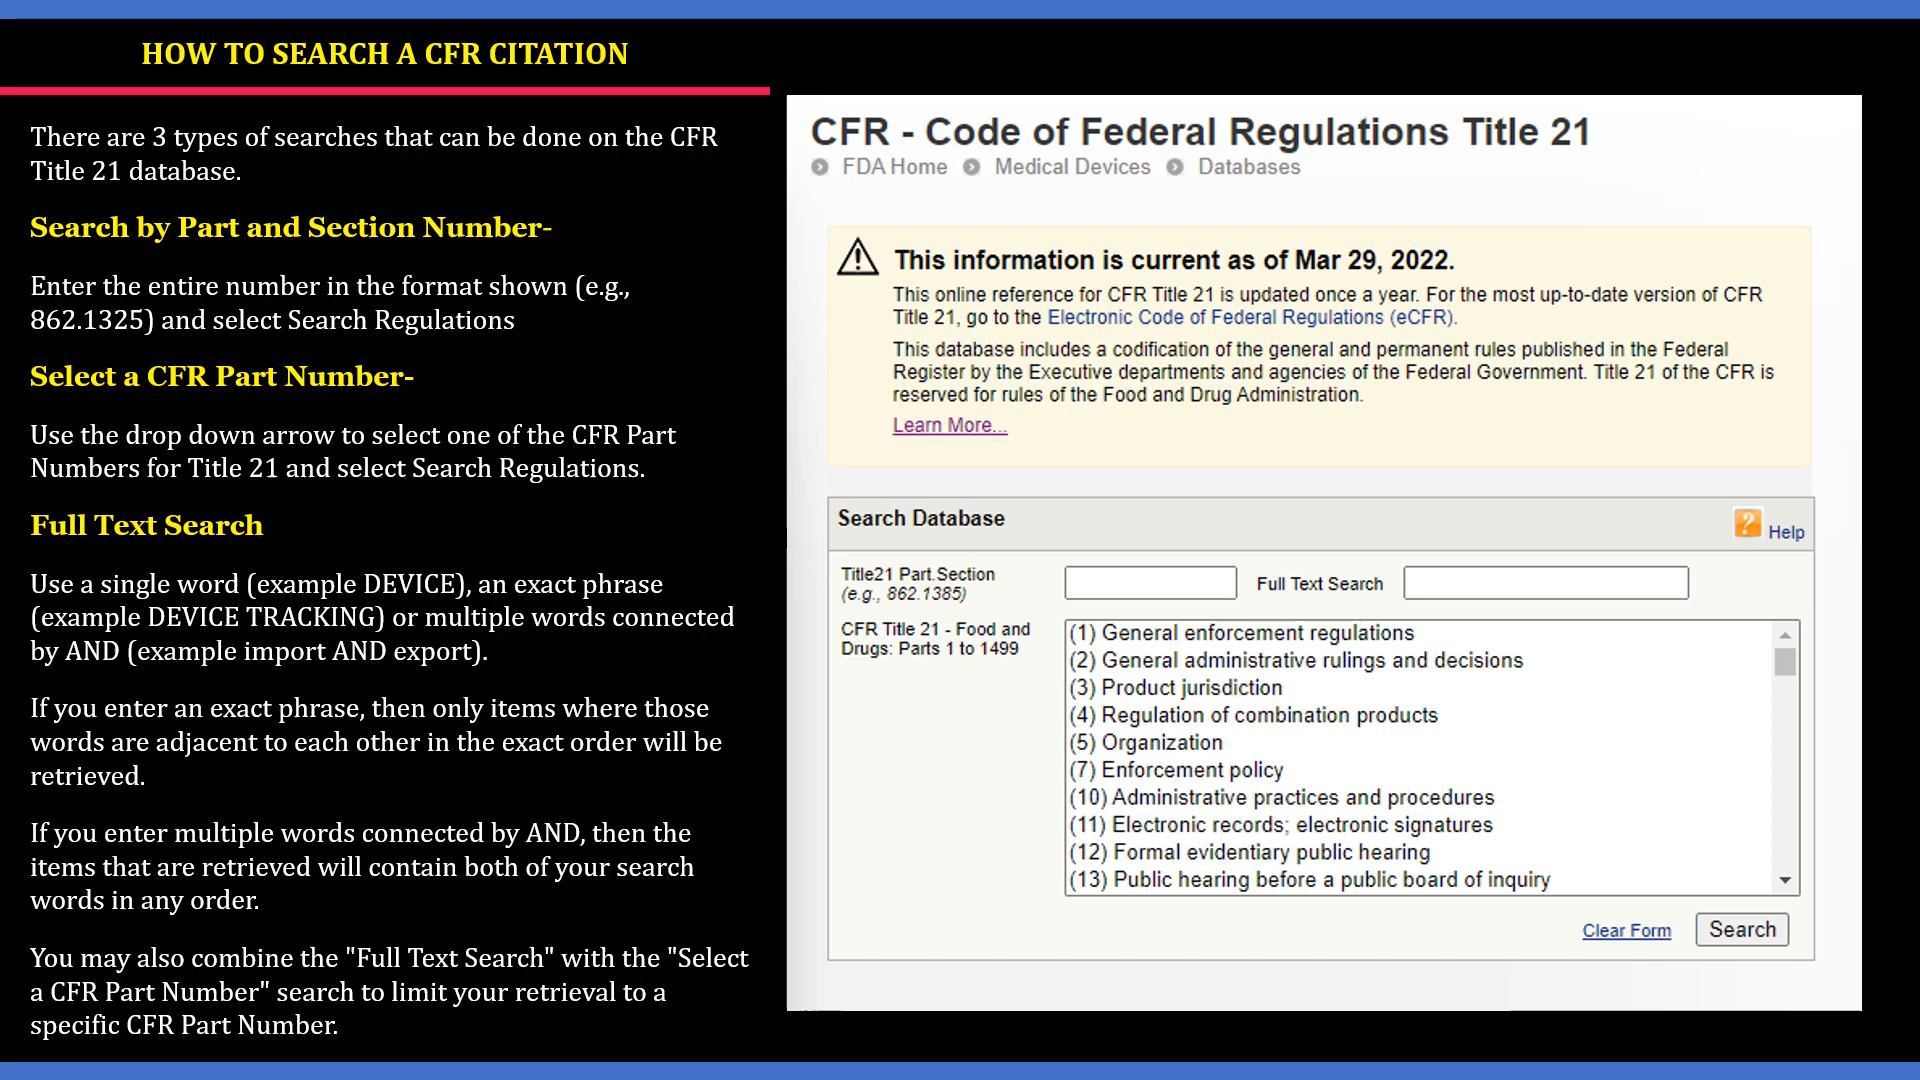 HOW TO SEARCH A CFR CITATION
There are 3 types of searches that can be done on the CFR
Title 21 database.
Search by Part and Section Number-
Enter the entire number in the format shown (e.g.,
862.1325) and select Search Regulations
Select a CFR Part Number-
Use the drop down arrow to select one of the CFR Part
Numbers for Title 21 and select Search Regulations.
Full Text Search
Use a single word (example DEVICE), an exact phrase
(example DEVICE TRACKING) or multiple words connected
by AND (example import AND export).
If you enter an exact phrase, then only items where those
words are adjacent to each other in the exact order will be
retrieved.
If you enter multiple words connected by AND, then the
items that are retrieved will contain both of your search
words in any order.
You may also combine the "Full Text Search" with the "Select
a CFR Part Number" search to limit your retrieval to a
specific CFR Part Number.
CFR - Code of Federal Regulations Title 21
FDA Home Medical Devices Databases
This information is current as of Mar 29, 2022.
This online reference for CFR Title 21 is updated once a year. For the most up-to-date version of CFR
Title 21, go to the Electronic Code of Federal Regulations (eCFR).
This database includes a codification of the general and permanent rules published in the Federal
Register by the Executive departments and agencies of the Federal Government. Title 21 of the CFR is
reserved for rules of the Food and Drug Administration.
Learn More...
Search Database
? Help
Title21 Part.Section
(e.g., 862.1385)
Full Text Search
CFR Title 21 - Food and
Drugs: Parts 1 to 1499
(1) General enforcement regulations
(2) General administrative rulings and decisions
(3) Product jurisdiction
(4) Regulation of combination products
(5) Organization
(7) Enforcement policy
(10) Administrative practices and procedures
(11) Electronic records; electronic signatures
(12) Formal evidentiary public hearing
(13) Public hearing before a public board of inquiry
Clear Form Search